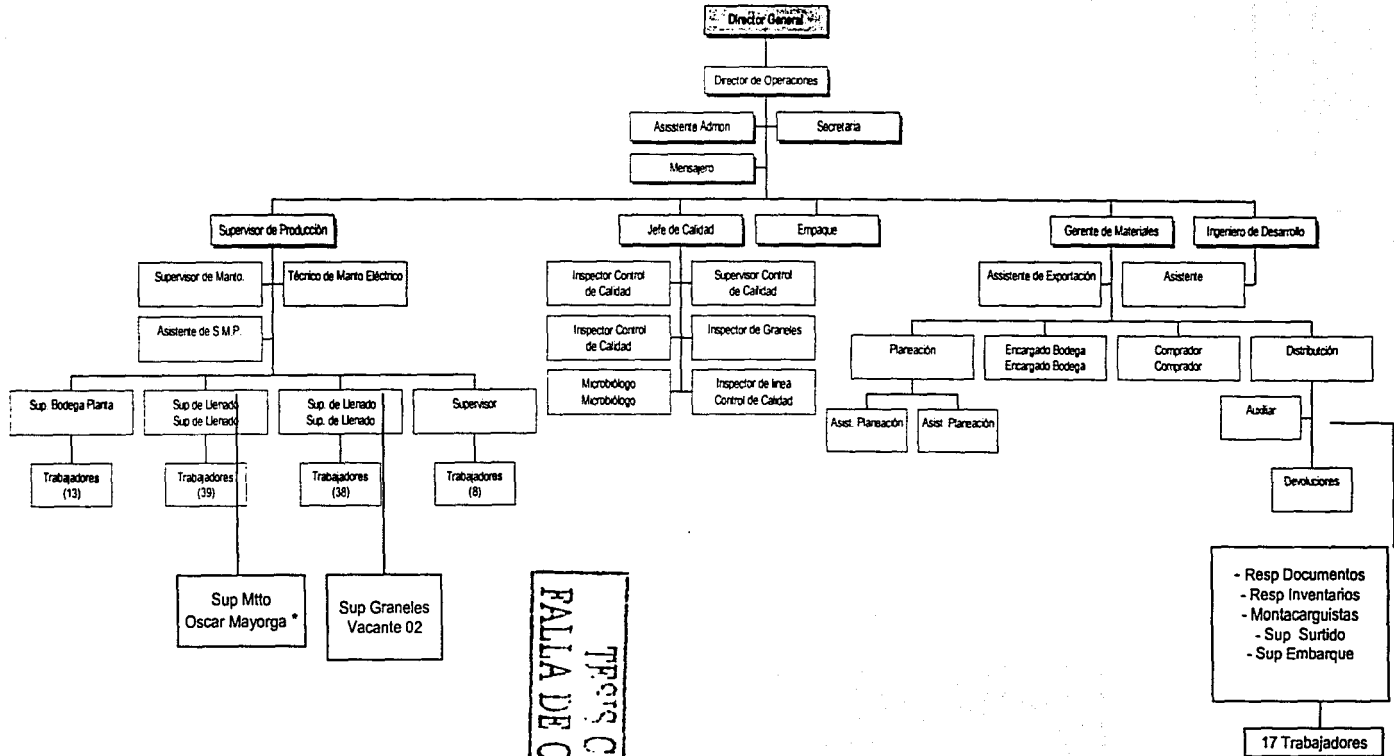 Director General
Director de Operaciones
Asisstente Admon
Secretaria
Mensajero
Supervisor de Producción
Jefe de Calidad
Empaque
Gerente de Materiales
Ingeniero de Desarrollo
Supervisor de Manto.
Técnico de Manto Eléctrico
Asistente de S.M.P.
Inspector Control
de Calidad
Supervisor Control
de Calidad
Inspector Control
de Calidad
Inspector de Graneles
Microbiólogo
Microbiólogo
Inspector de linea
Control de Calidad
Assistente de Exportación
Asistente
Planeación
Encargado Bodega
Encargado Bodega
Comprador
Comprador
Distribución
Asist. Planeación
Asist. Planeación
Auxiliar
Devoluciones
Sup. Bodega Planta
Sup de Llenado
Sup de Llenado
Sup. de Llenado
Sup. de Llenado
Supervisor
Trabajadores
(13)
Trabajadores
(39)
Trabajadores
(38)
Trabajadores
(8)
Sup Mtto
Oscar Mayorga *
Sup Graneles
Vacante 02
TESIS C
FALLA DE O
- Resp Documentos
- Resp Inventarios
- Montacarguistas
- Sup Surtido
- Sup Embarque
17 Trabajadores